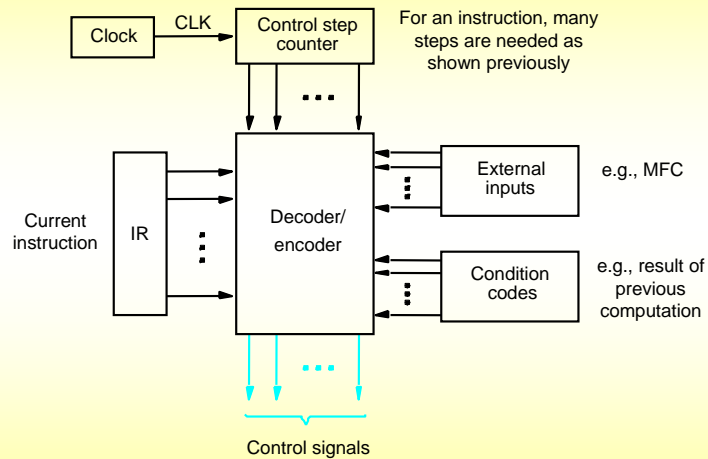 Clock
CLK
Control step
counter
For an instruction, many
steps are needed as
shown previously
Current
instruction
IR
Decoder/
encoder
External
inputs
e.g., MFC
Condition
codes
e.g., result of
previous
computation
Control signals